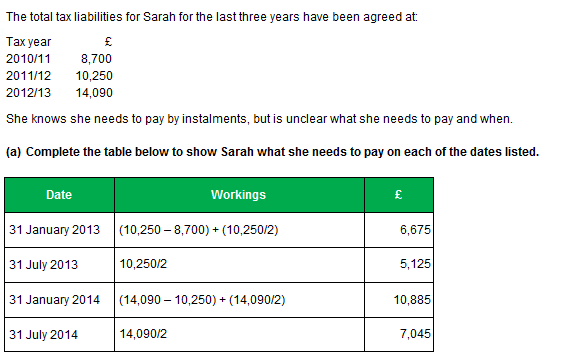 The total tax liabilities for Sarah for the last three years have been agreed at:
Tax year £
2010/11 8,700
2011/12 10,250
2012/13 14,090
She knows she needs to pay by instalments, but is unclear what she needs to pay and when.
(a) Complete the table below to show Sarah what she needs to pay on each of the dates listed.
Date Workings £
31 January 2013 (10,250 – 8,700) + (10,250/2) 6,675
31 July 2013 10,250/2 5,125
31 January 2014 (14,090 – 10,250) + (14,090/2) 10,885
31 July 2014 14,090/2 7,045